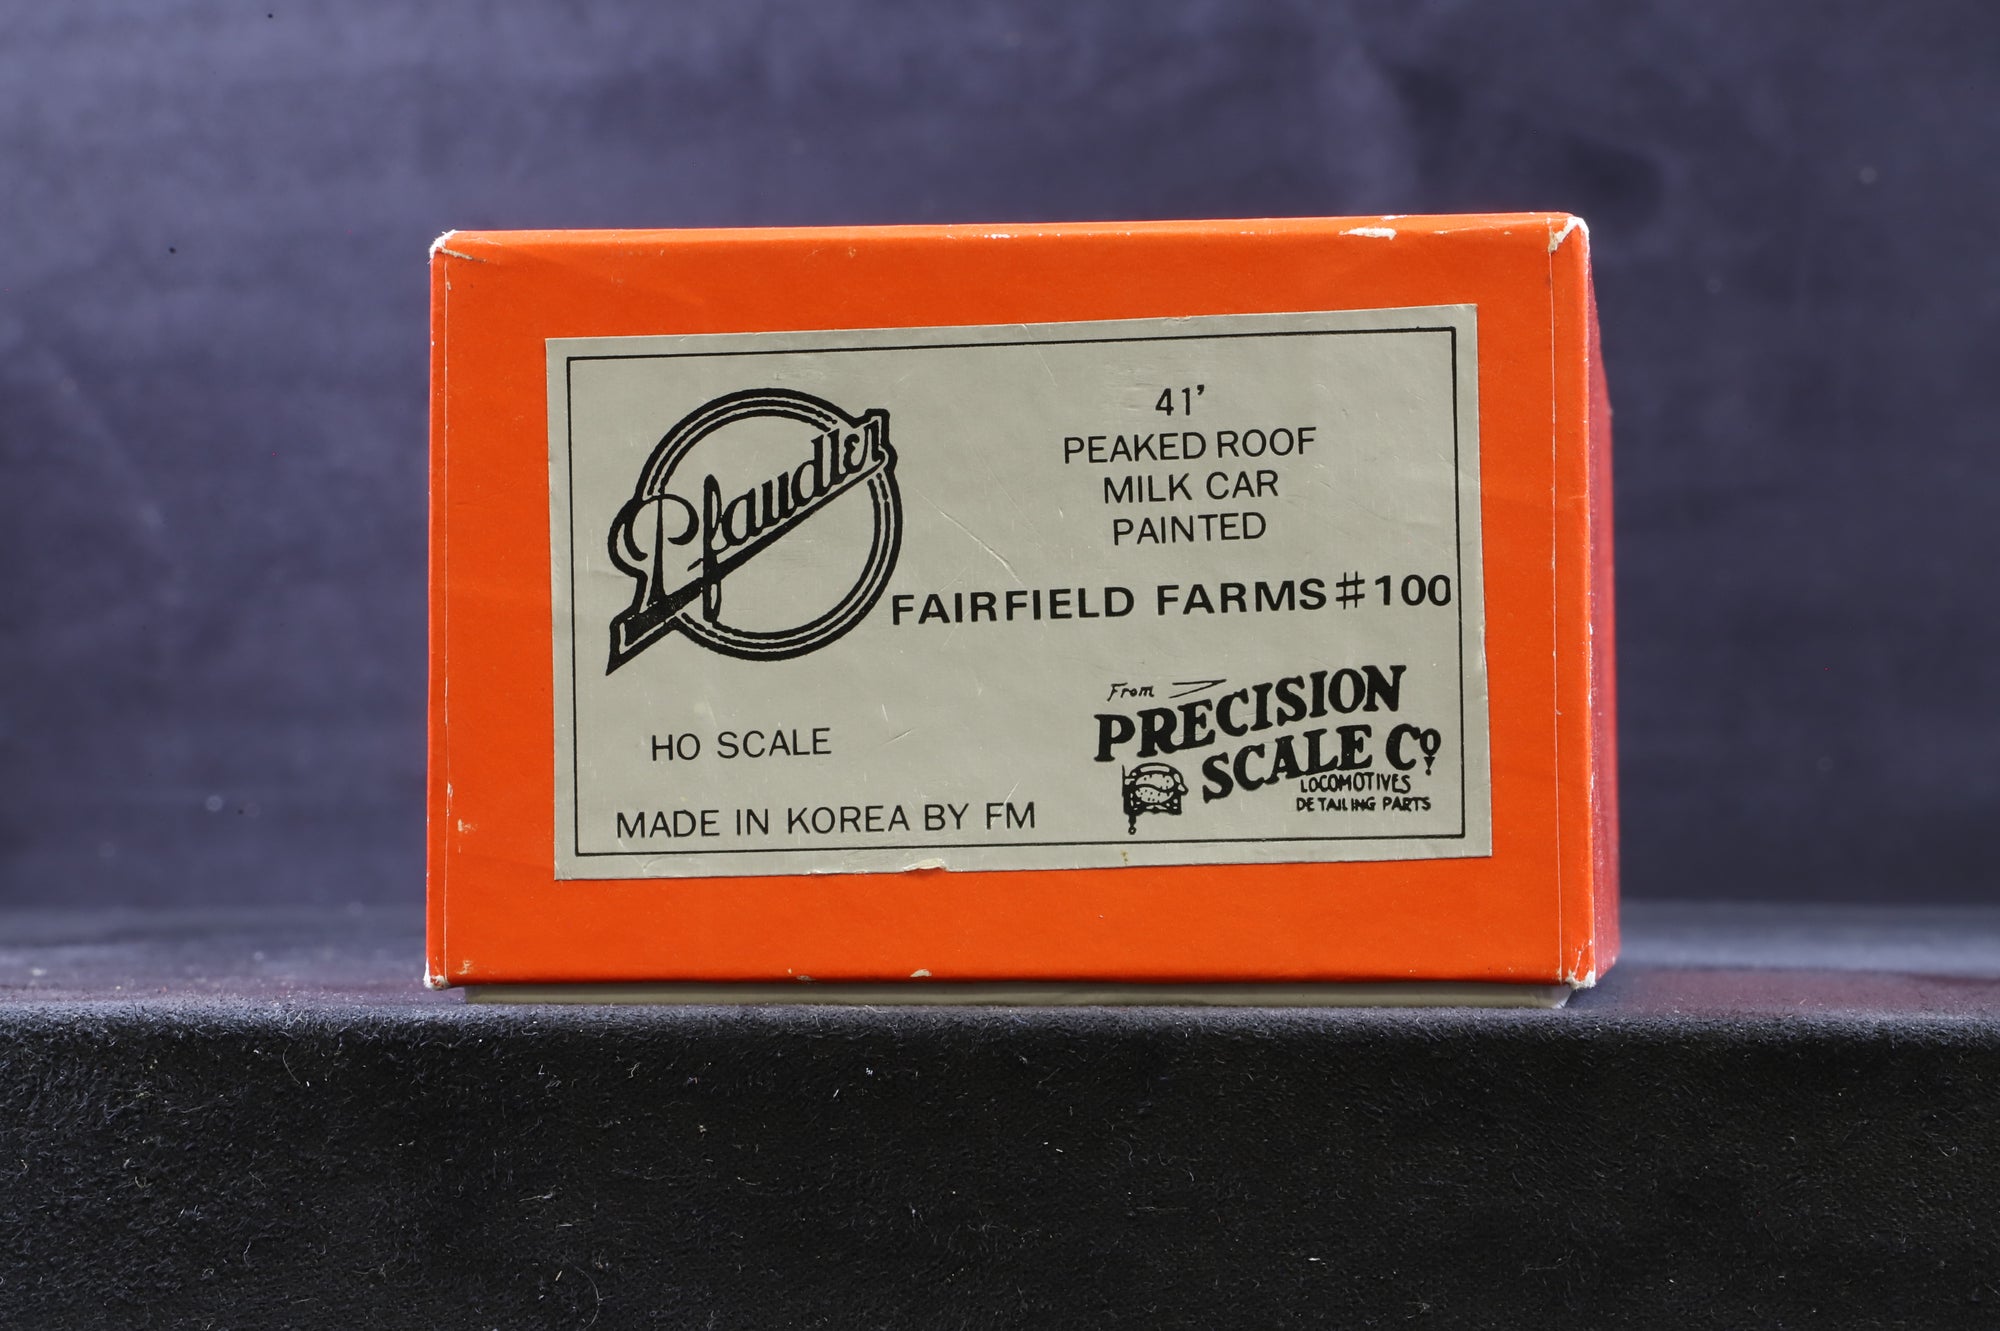 Pfaudler
41'
PEAKED ROOF
MILK CAR
PAINTED
FAIRFIELD FARMS #100
HO SCALE
MADE IN KOREA BY FM
From
PRECISION
SCALE Co
LOCOMOTIVES
DETAILING PARTS